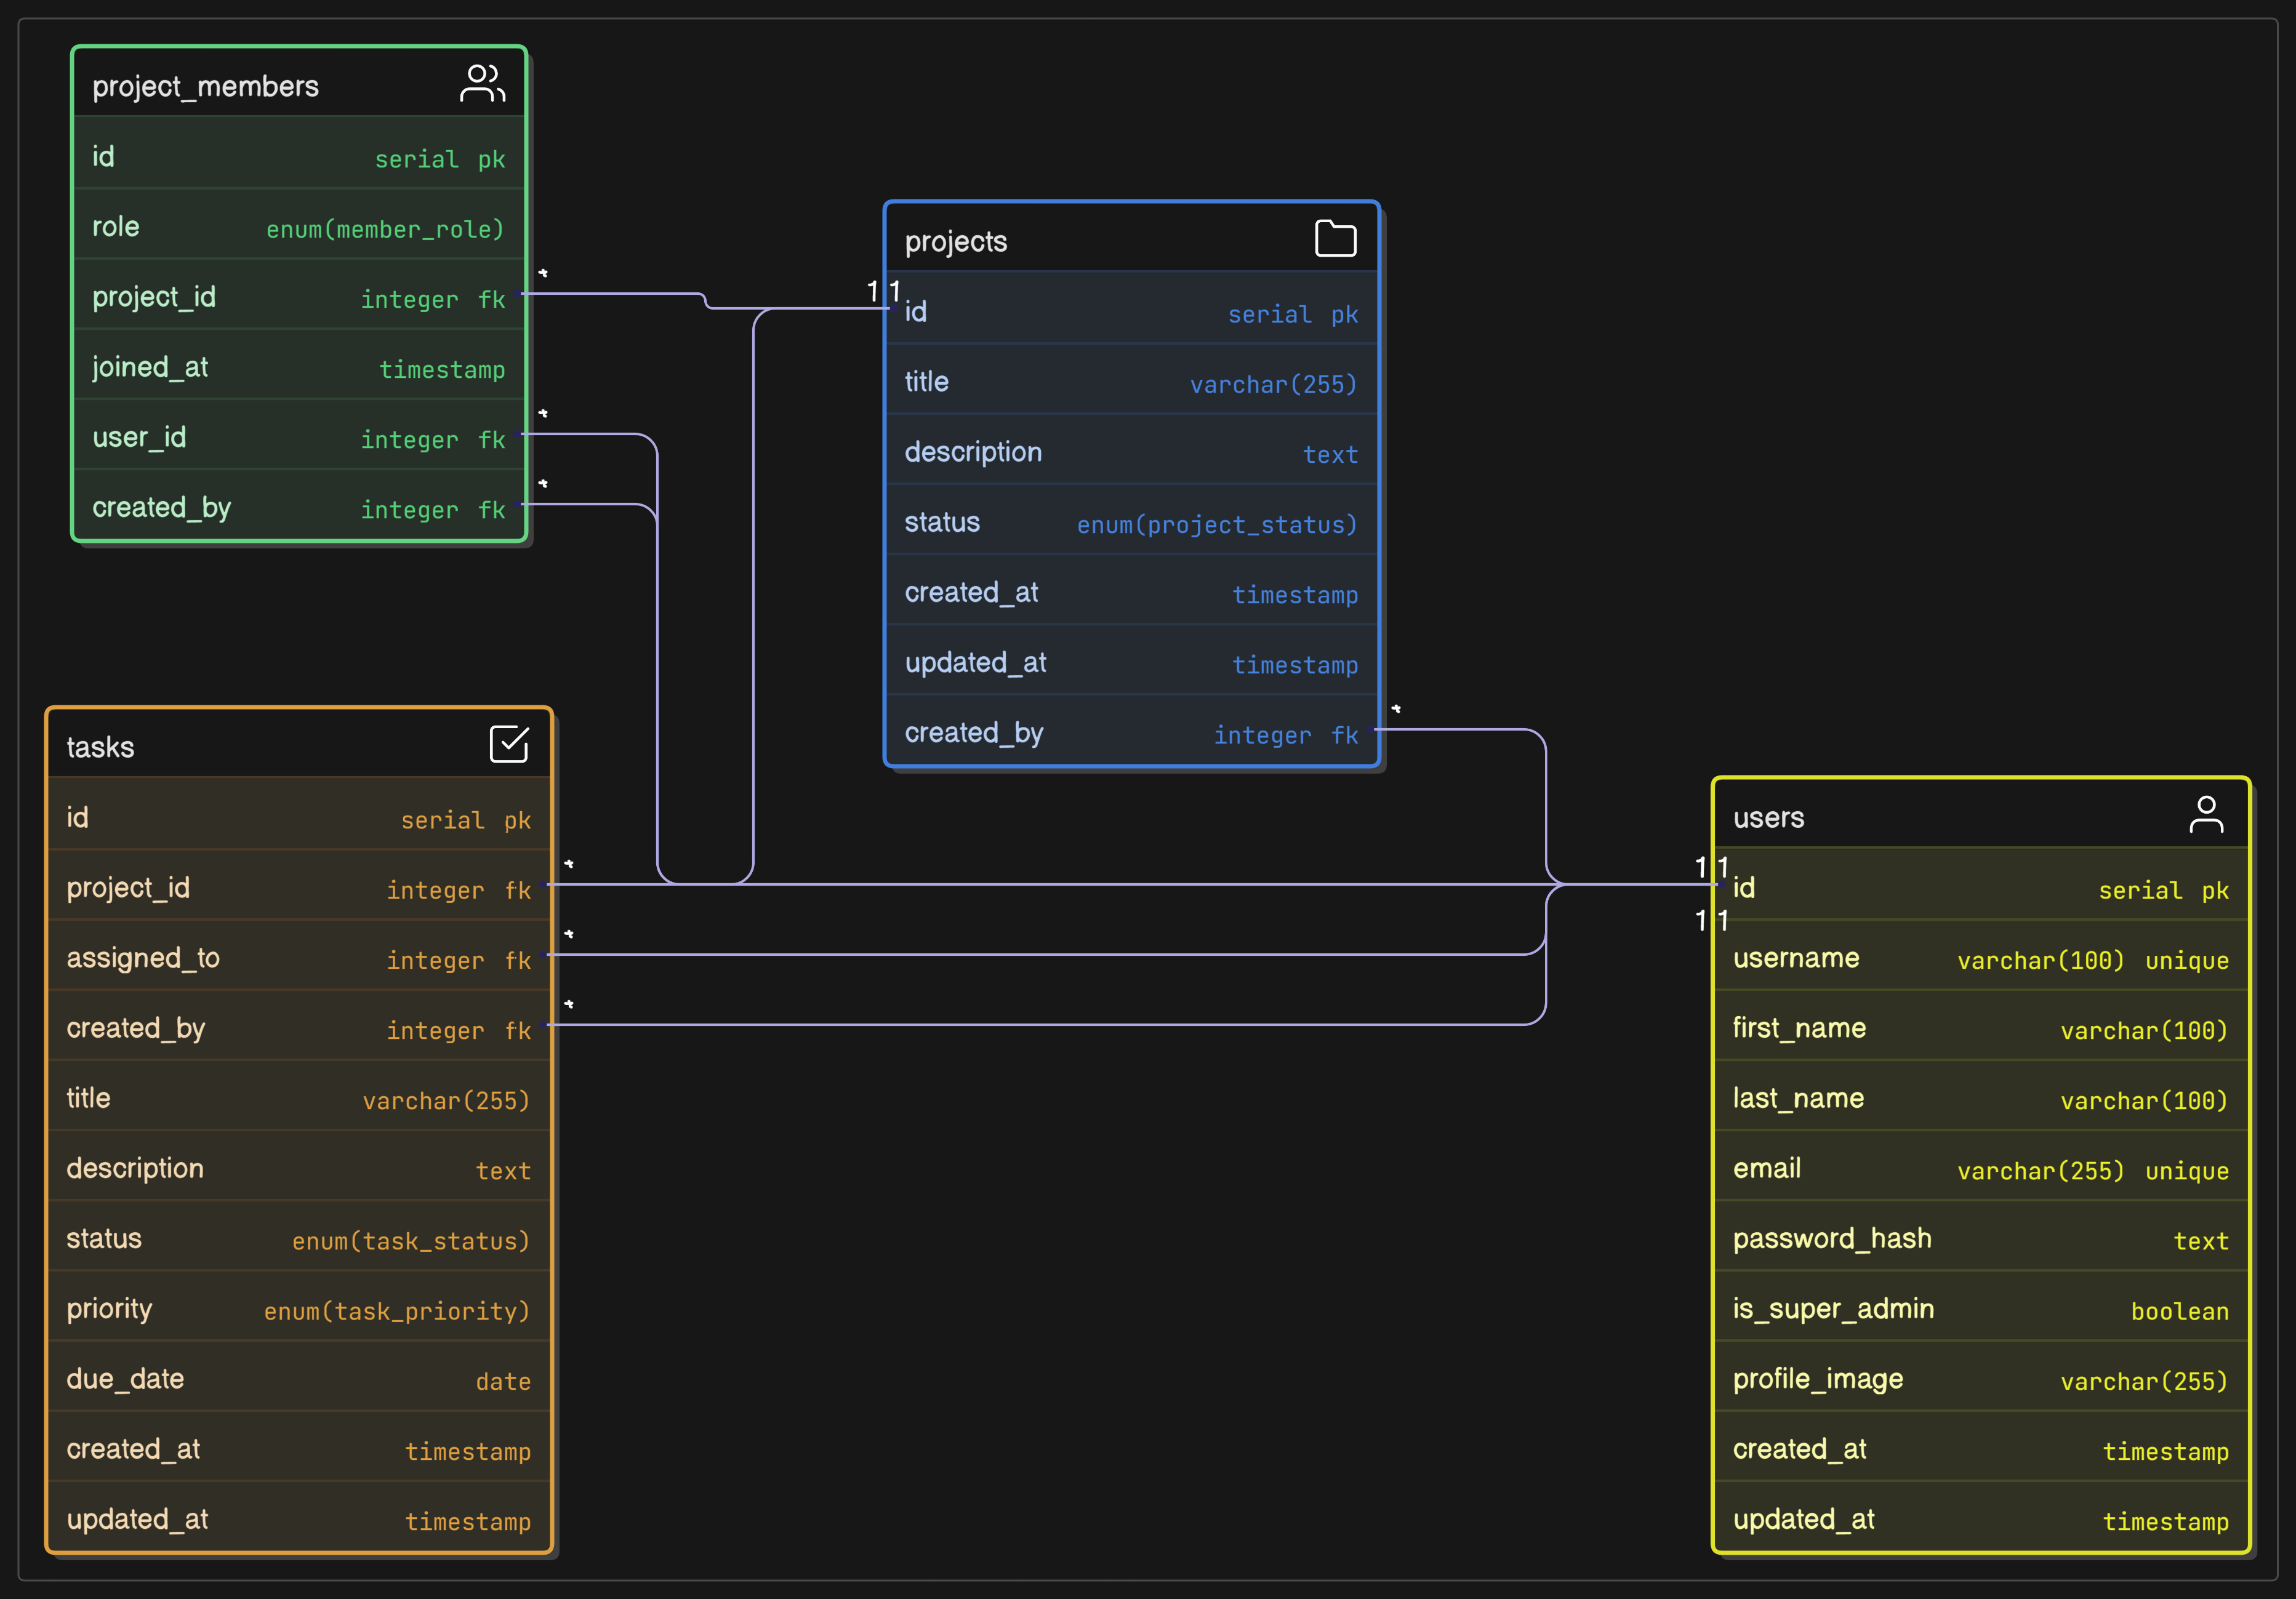 project_members
id serial pk
role enum(member_role)
project_id integer fk
joined_at timestamp
user_id integer fk
created_by integer fk
*
*
*
projects
1 1
id serial pk
title varchar(255)
description text
status enum(project_status)
created_at timestamp
updated_at timestamp
created_by integer fk
*
tasks
id serial pk
project_id integer fk
assigned_to integer fk
created_by integer fk
title varchar(255)
description text
status enum(task_status)
priority enum(task_priority)
due_date date
created_at timestamp
updated_at timestamp
*
*
*
users
1 1
id serial pk
1 1
username varchar(100) unique
first_name varchar(100)
last_name varchar(100)
email varchar(255) unique
password_hash text
is_super_admin boolean
profile_image varchar(255)
created_at timestamp
updated_at timestamp